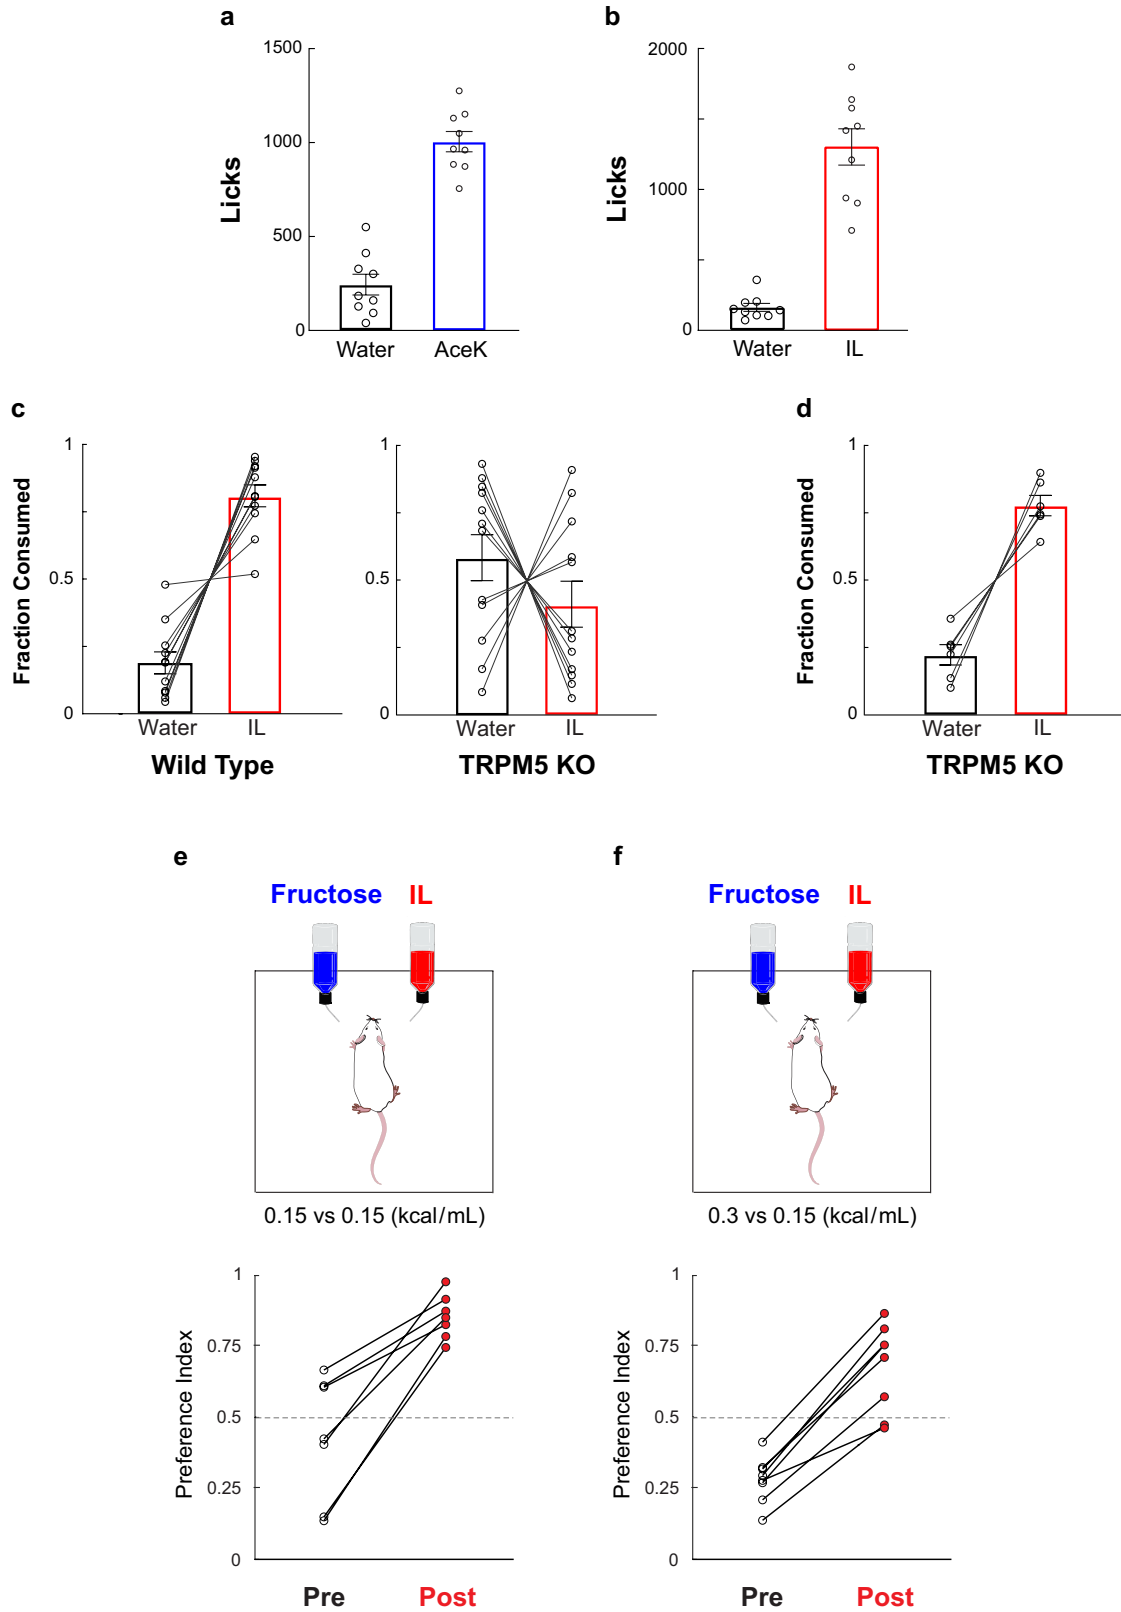 a
b
1500
1000
500
0
Licks
Water
AceK
2000
1000
0
Licks
Water
IL
c
d
1
0.5
0
Fraction Consumed
Water
IL
Wild Type
1
0.5
0
Water
IL
TRPM5 KO
1
0.5
0
Fraction Consumed
Water
IL
TRPM5 KO
e
f
Fructose
IL
0.15 vs 0.15 (kcal/mL)
Fructose
IL
0.3 vs 0.15 (kcal/mL)
1
0.75
0.5
0.25
0
Preference Index
Pre
Post
1
0.75
0.5
0.25
0
Preference Index
Pre
Post